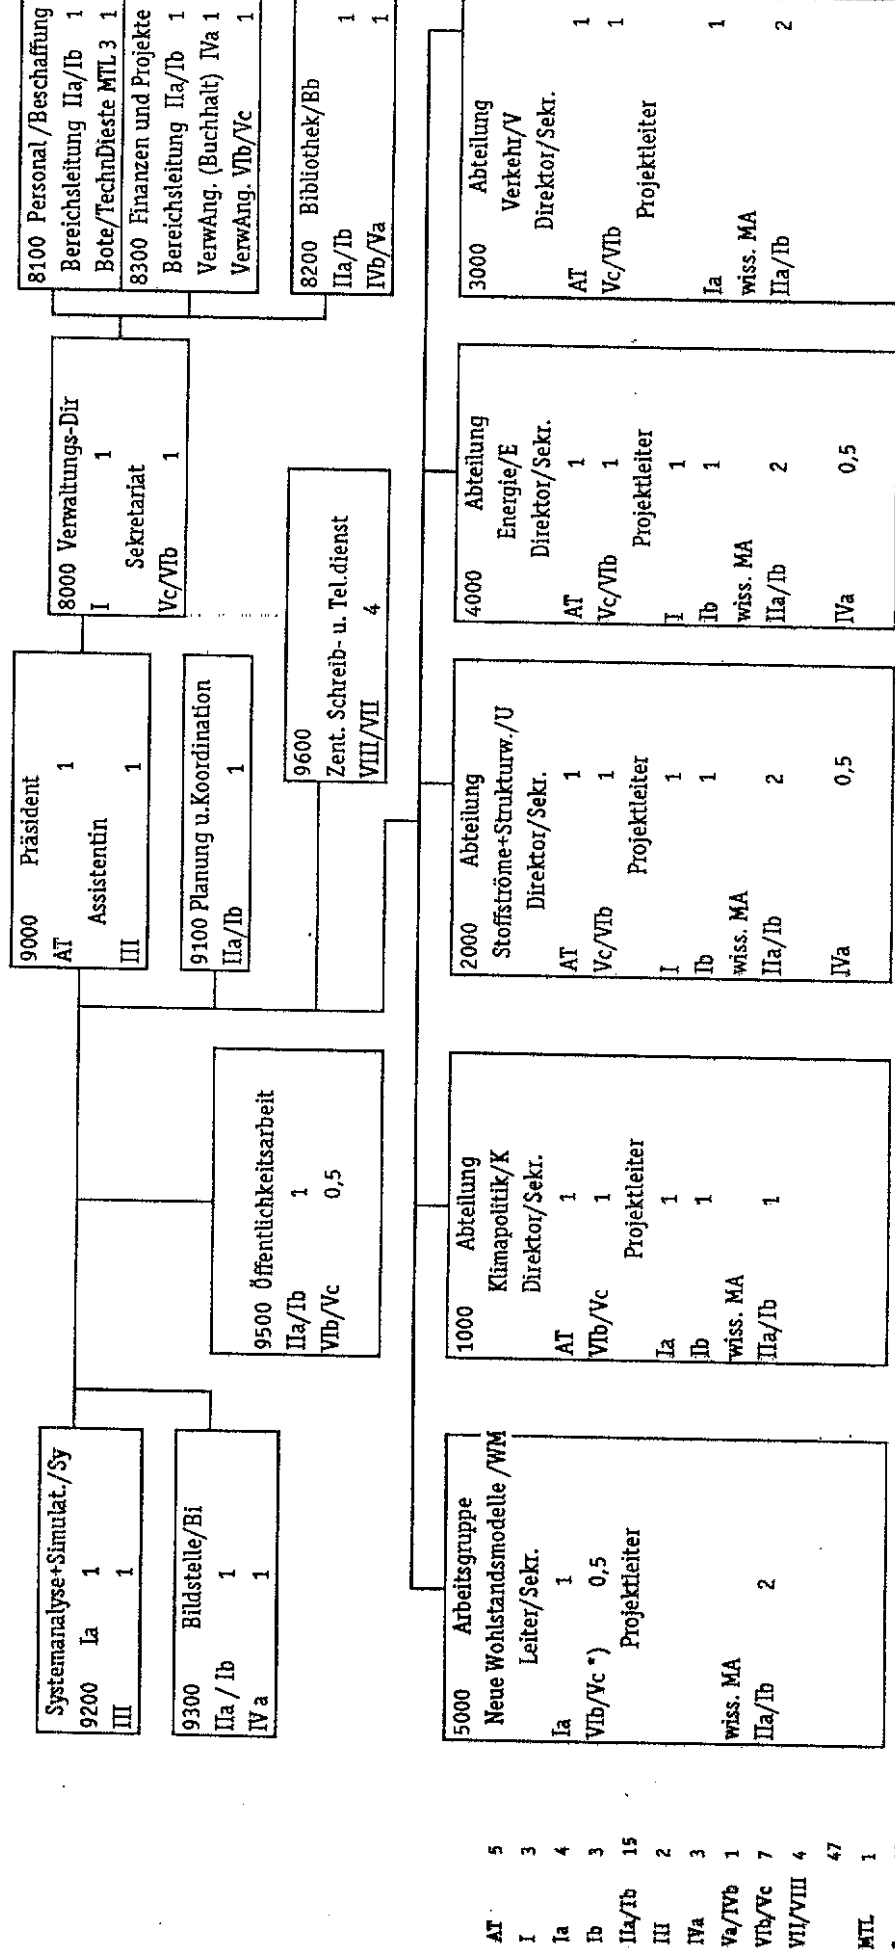 Systemanalyse+Simulat./Sy
9200 Ia 1
III 1
9300 Bildstelle/Bi
IIa / Ib 1
IV a 1
9500 Öffentlichkeitsarbeit
IIa/Ib 1
VIb/Vc 0,5
9000 Präsident
AT 1
Assistentin
III 1
9100 Planung u.Koordination
IIa/Ib 1
9600
Zent. Schreib- u. Tel.dienst
VIII/VII 4
8000 Verwaltungs-Dir
I 1
Sekretariat
Vc/VIb 1
8100 Personal /Beschaffung
Bereichsleitung IIa/Ib 1
Bote/TechnDieste MTL 3 1
8300 Finanzen und Projekte
Bereichsleitung IIa/Ib 1
VerwAng. (Buchhalt) IVa 1
VerwAng. VIb/Vc 1
8200 Bibliothek/Bb
IIa/Ib 1
IVb/Va 1
5000 Arbeitsgruppe
Neue Wohlstandsmodelle /WM
Leiter/Sekr.
Ia 1
VIb/Vc *) 0,5
Projektleiter
wiss. MA
IIa/Ib 2
1000 Abteilung
Klimapolitik/K
Direktor/Sekr.
AT 1
VIb/Vc 1
Projektleiter
Ia 1
Ib 1
wiss. MA
IIa/Ib 1
2000 Abteilung
Stoffströme+Strukturw./U
Direktor/Sekr.
AT 1
Vc/VIb 1
Projektleiter
I 1
Ib 1
wiss. MA
IIa/Ib 2
IVa 0,5
4000 Abteilung
Energie/E
Direktor/Sekr.
AT 1
Vc/VIb 1
Projektleiter
I 1
Ib 1
wiss. MA
IIa/Ib 2
IVa 0,5
3000 Abteilung
Verkehr/V
Direktor/Sekr.
AT 1
Vc/VIb 1
Projektleiter
Ia 1
wiss. MA
IIa/Ib 2
AT 5
I 3
Ia 4
Ib 3
IIa/Ib 15
III 2
IVa 3
Va/IVb 1
VIb/Vc 7
VII/VIII 4
47
MTL 1